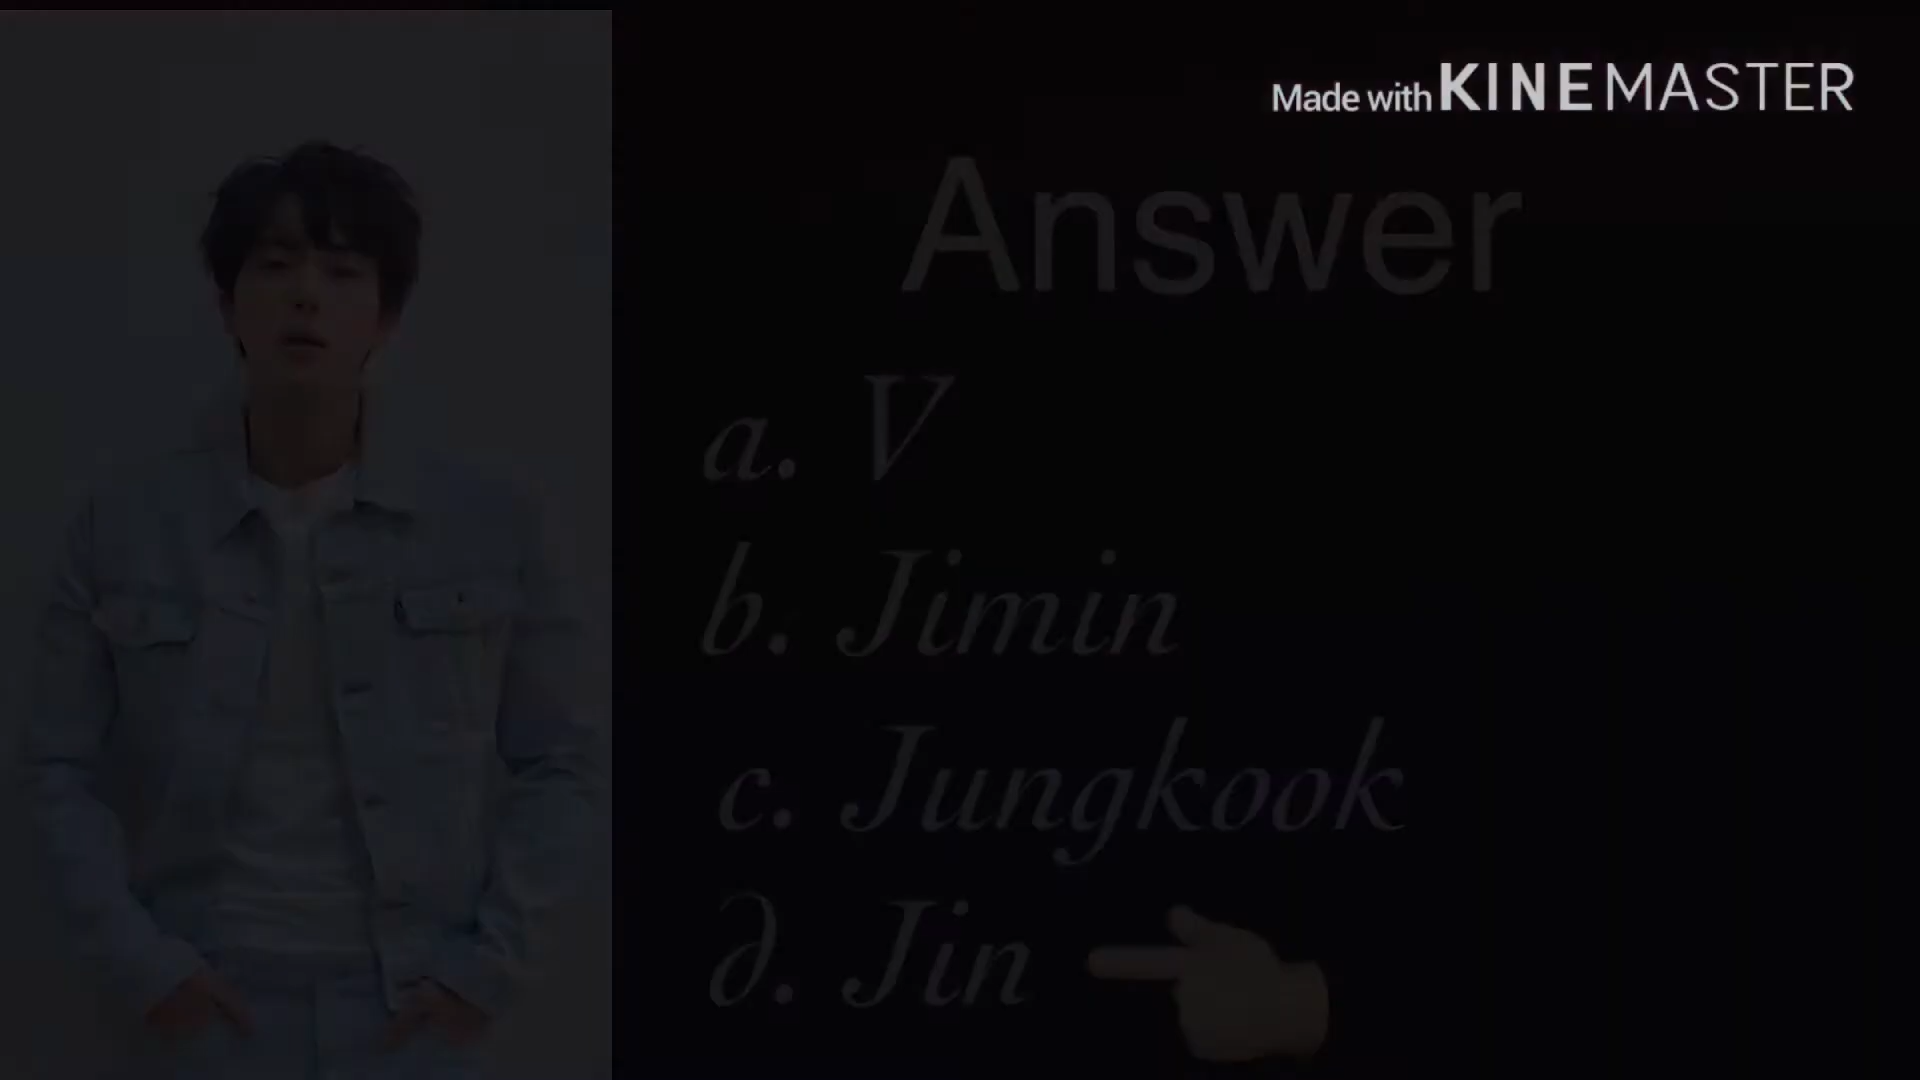 Made with KINEMASTER
Answer
a. V
b. Jimin
c. Jungkook
d. Jin